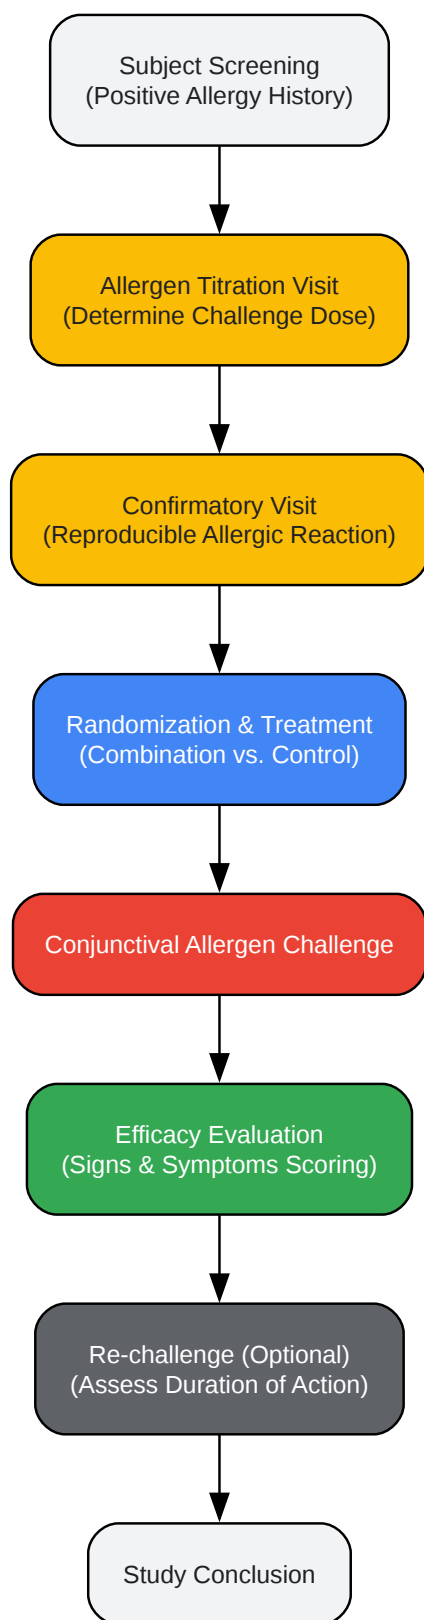 Subject Screening
(Positive Allergy History)
Allergen Titration Visit
(Determine Challenge Dose)
Confirmatory Visit
(Reproducible Allergic Reaction)
Randomization & Treatment
(Combination vs. Control)
Conjunctival Allergen Challenge
Efficacy Evaluation
(Signs & Symptoms Scoring)
Re-challenge (Optional)
(Assess Duration of Action)
Study Conclusion